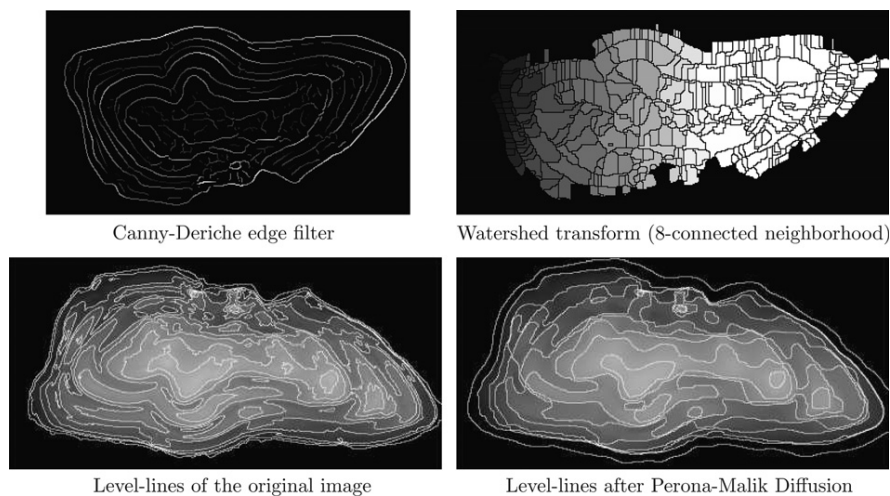 Canny-Deriche edge filter
Watershed transform (8-connected neighborhood)
Level-lines of the original image
Level-lines after Perona-Malik Diffusion